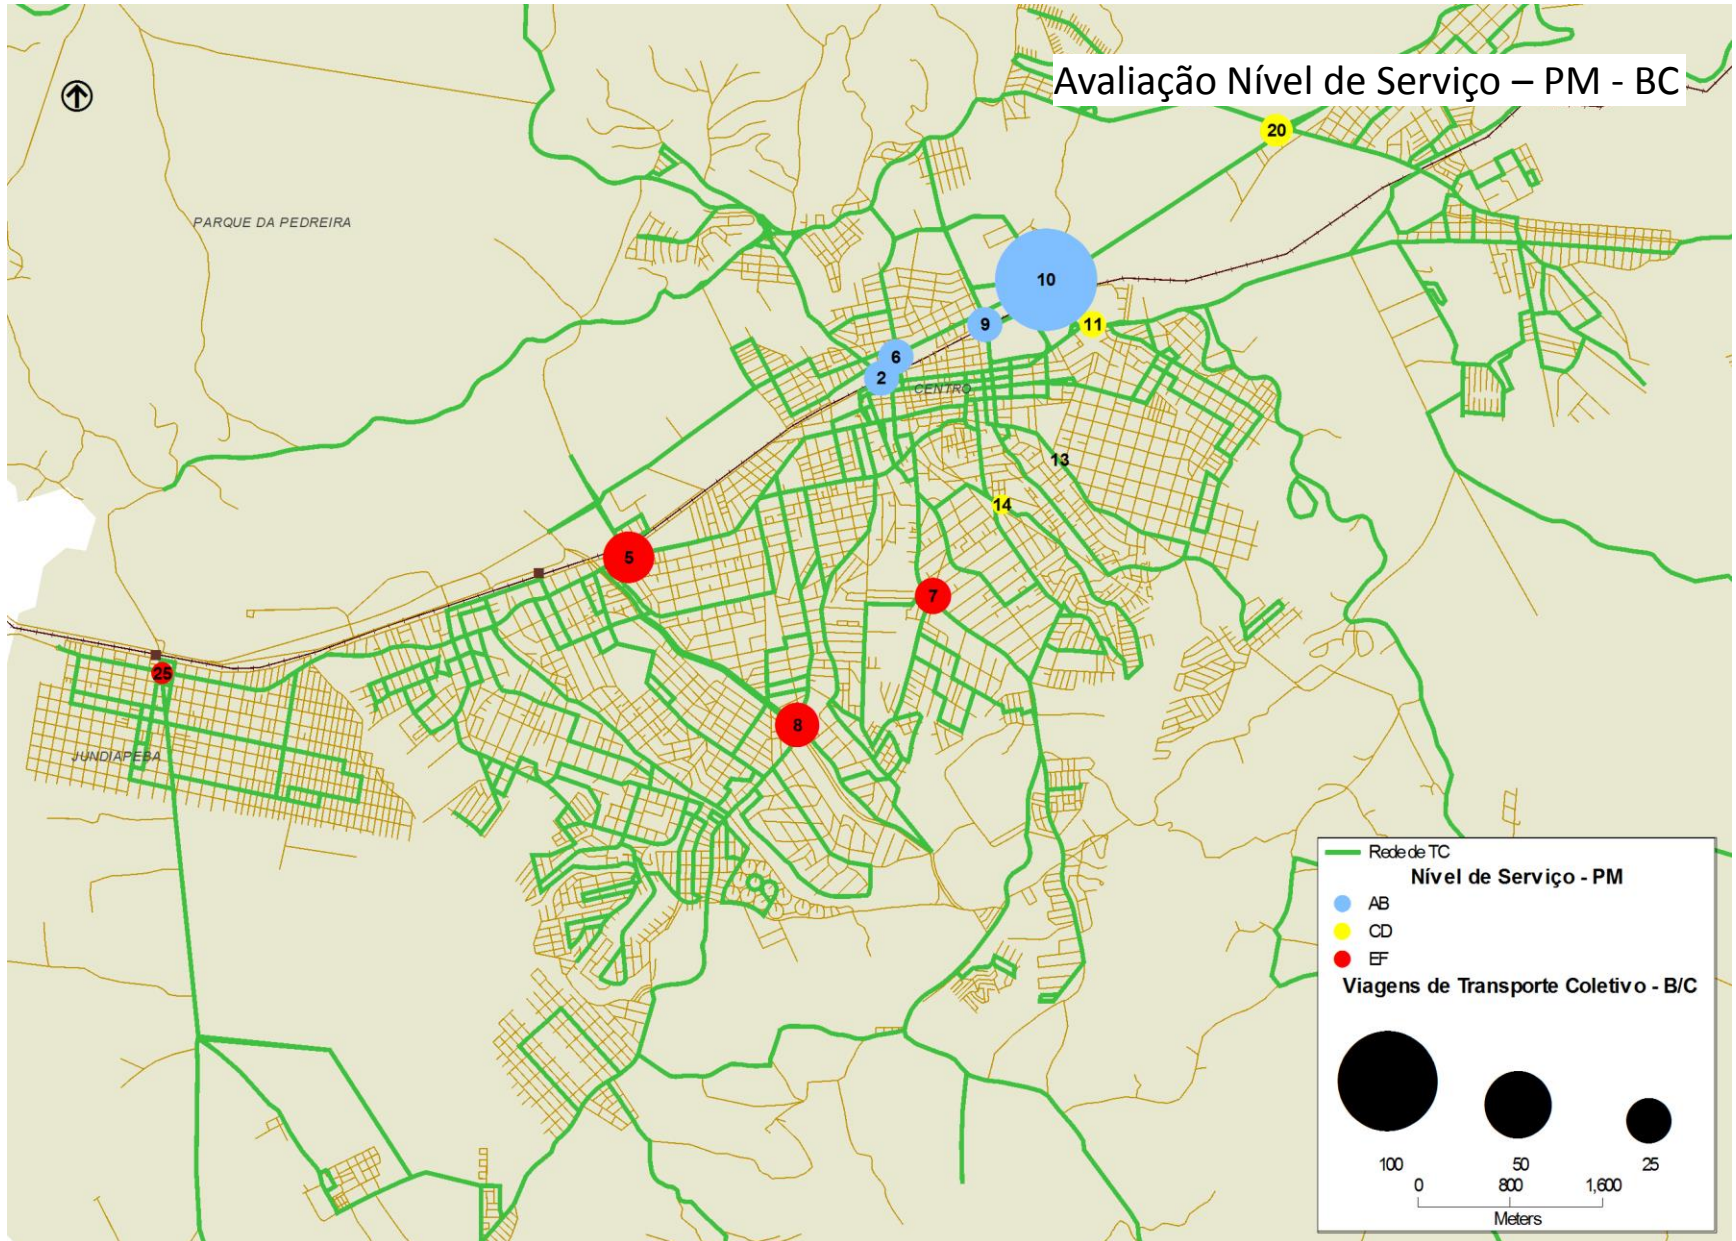 Avaliação Nível de Serviço – PM - BC
20
PARQUE DA PEDREIRA
10
9
11
6
2
CENTRO
13
14
5
7
25
8
JUNDIAPEBA
Rede de TC
Nível de Serviço - PM
AB
CD
EF
Viagens de Transporte Coletivo - B/C
100 50 25
0 800 1,600
Meters